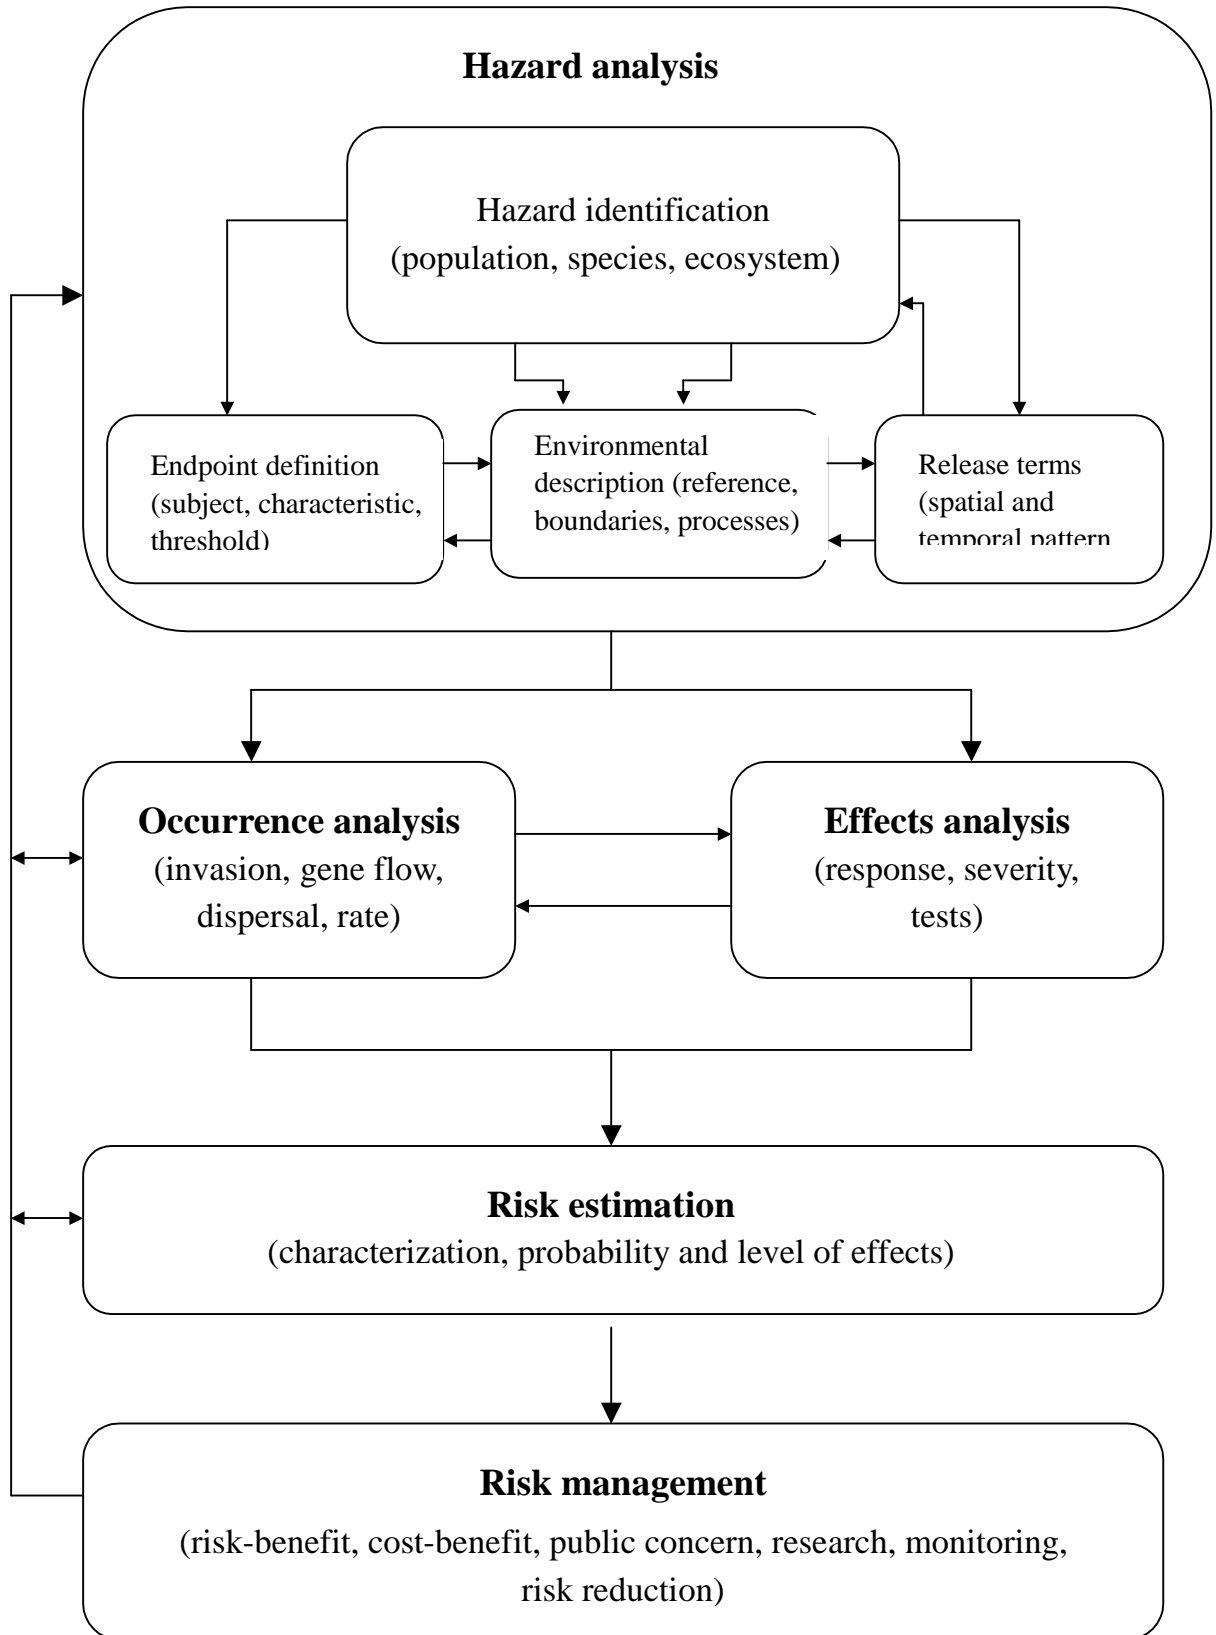 Hazard analysis
Hazard identification
(population, species, ecosystem)
Endpoint definition
(subject, characteristic,
threshold)
Environmental
description (reference,
boundaries, processes)
Release terms
(spatial and
temporal pattern
Occurrence analysis
(invasion, gene flow,
dispersal, rate)
Effects analysis
(response, severity,
tests)
Risk estimation
(characterization, probability and level of effects)
Risk management
(risk-benefit, cost-benefit, public concern, research, monitoring,
risk reduction)